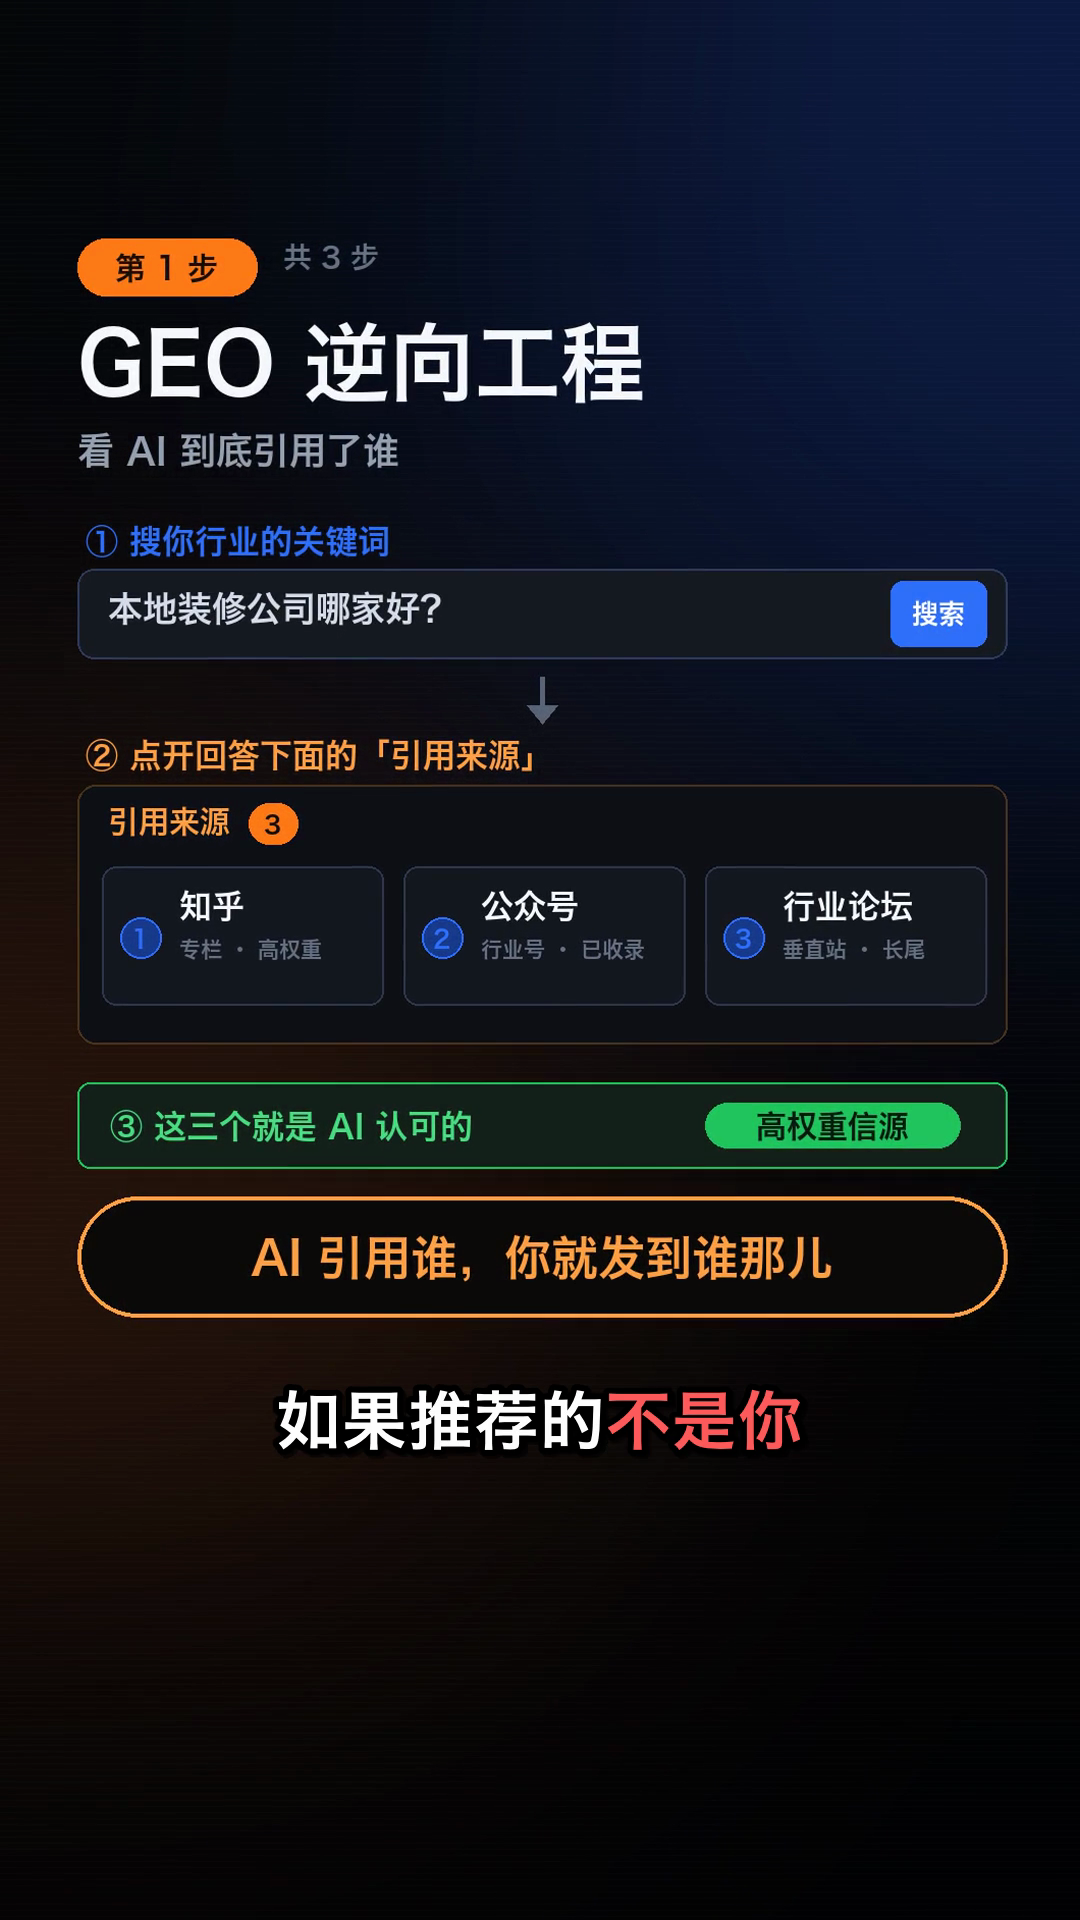 第 1 步
共 3 步
GEO 逆向工程
看 AI 到底引用了谁
① 搜你行业的关键词
本地装修公司哪家好?
搜索
② 点开回答下面的「引用来源」
引用来源 3
1 知乎
专栏 · 高权重
2 公众号
行业号 · 已收录
3 行业论坛
垂直站 · 长尾
③ 这三个就是 AI 认可的
高权重信源
AI 引用谁，你就发到谁那儿
如果推荐的不是你